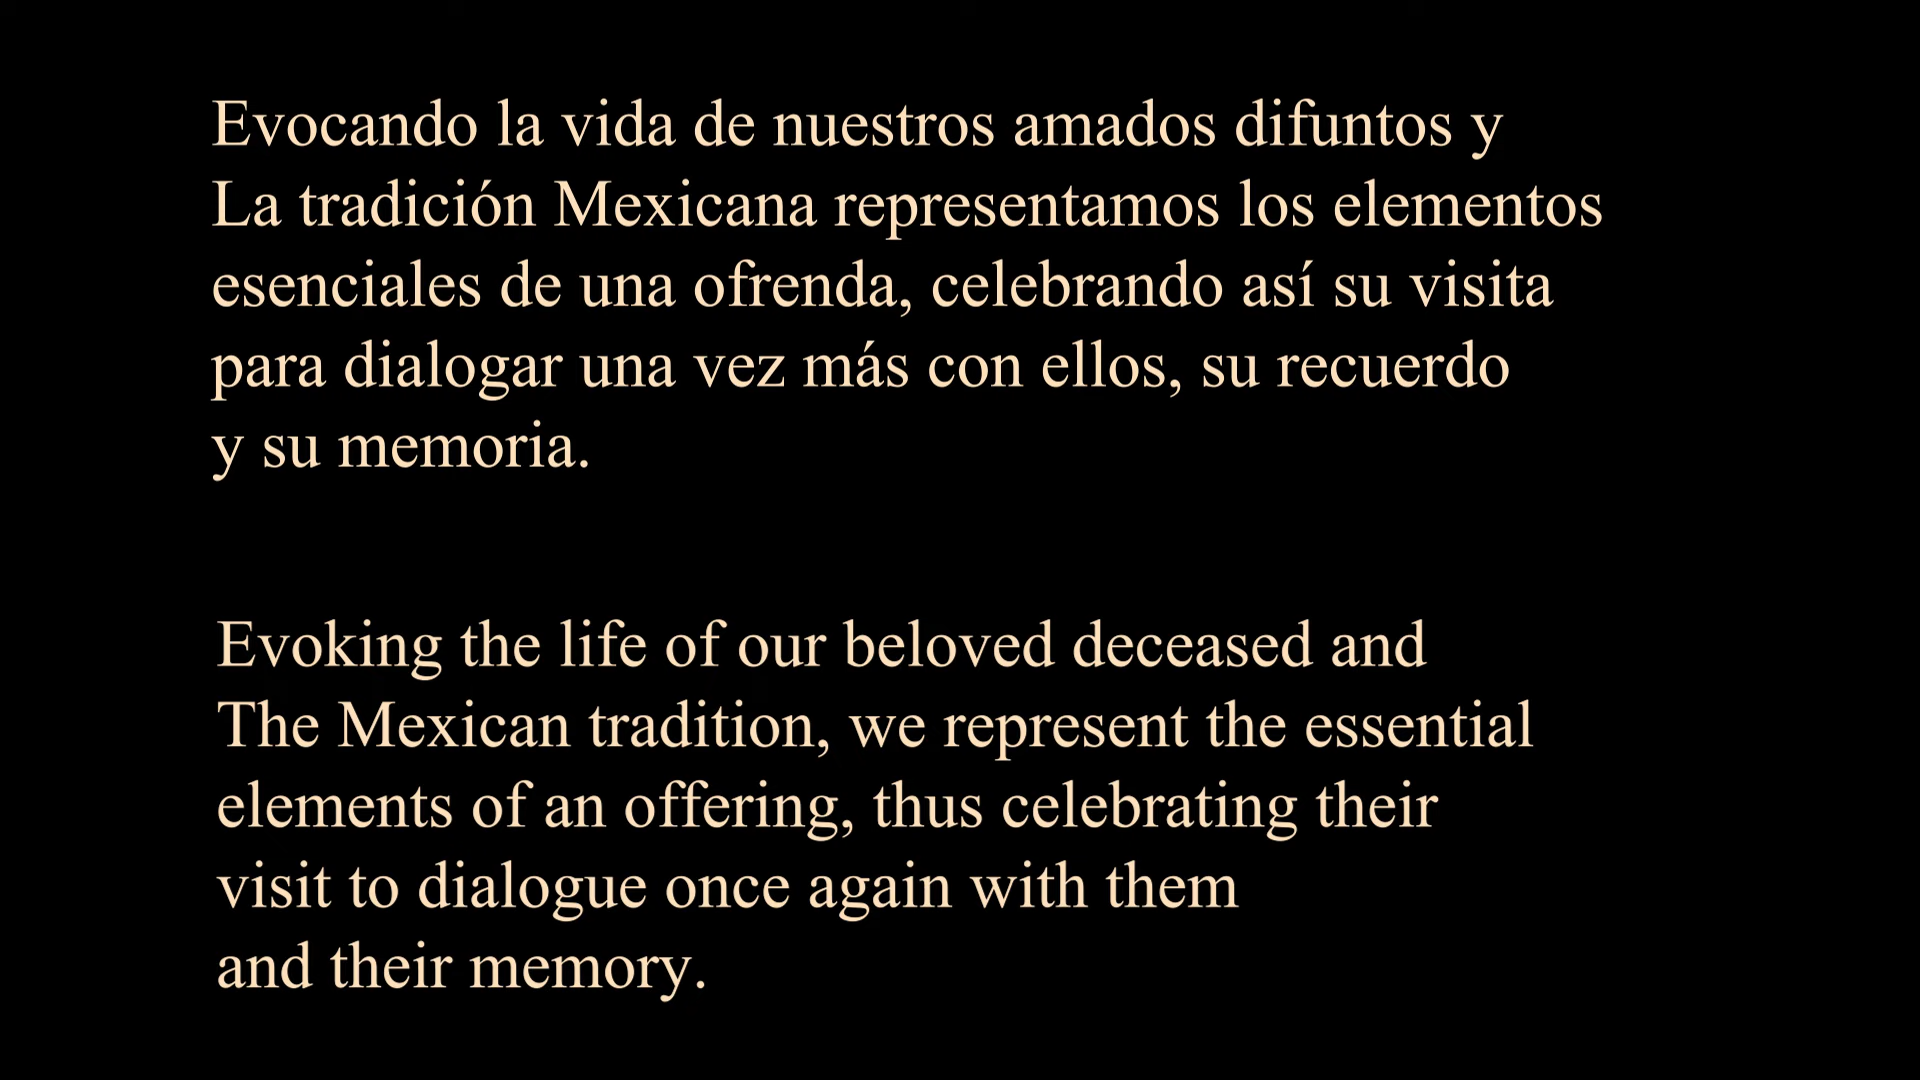 Evocando la vida de nuestros amados difuntos y
La tradición Mexicana representamos los elementos
esenciales de una ofrenda, celebrando así su visita
para dialogar una vez más con ellos, su recuerdo
y su memoria.
Evoking the life of our beloved deceased and
The Mexican tradition, we represent the essential
elements of an offering, thus celebrating their
visit to dialogue once again with them
and their memory.